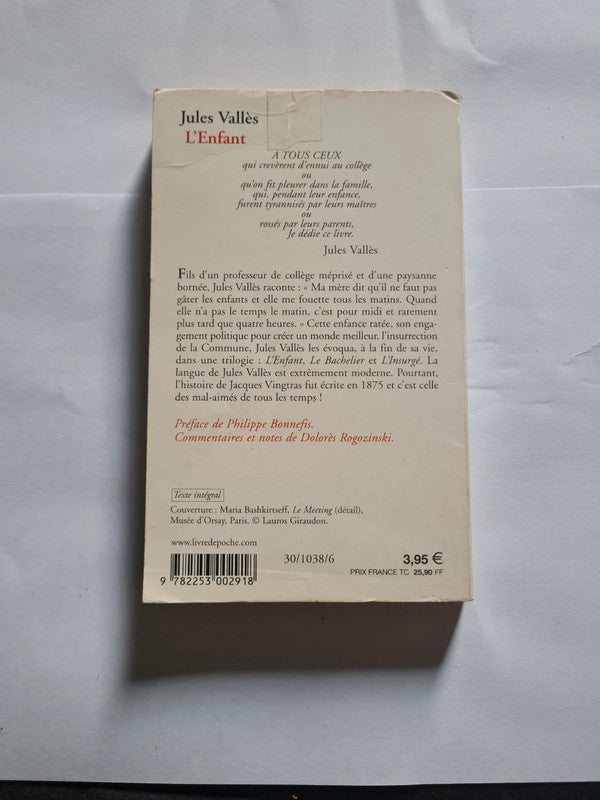 Jules Vallès
L'Enfant
À TOUS CEUX
qui crevèrent d'ennui au collège
ou
qu'on fit pleurer dans la famille,
qui, pendant leur enfance,
furent tyrannisés par leurs maîtres
ou
rossés par leurs parents,
Je dédie ce livre.
Jules Vallès
Fils d'un professeur de collège méprisé et d'une paysanne
bornée, Jules Vallès raconte : « Ma mère dit qu'il ne faut pas
gâter les enfants et elle me fouette tous les matins. Quand
elle n'a pas le temps le matin, c'est pour midi et rarement
plus tard que quatre heures. » Cette enfance ratée, son enga-
gement politique pour créer un monde meilleur, l'insurrection
de la Commune, Jules Vallès les évoqua, à la fin de sa vie,
dans une trilogie : L'Enfant, Le Bachelier et L'Insurgé. La
langue de Jules Vallès est extrêmement moderne. Pourtant,
l'histoire de Jacques Vingtras fut écrite en 1875 et c'est celle
des mal-aimés de tous les temps !
Préface de Philippe Bonnefis.
Commentaires et notes de Dolorès Rogozinski.
Texte intégral
Couverture : Maria Bashkirtseff, Le Meeting (détail),
Musée d'Orsay, Paris. © Lauros Giraudon.
www.livredepoche.com
30/1038/6
3,95 €
PRIX FRANCE TC 25,90 FF
9 782253 002918